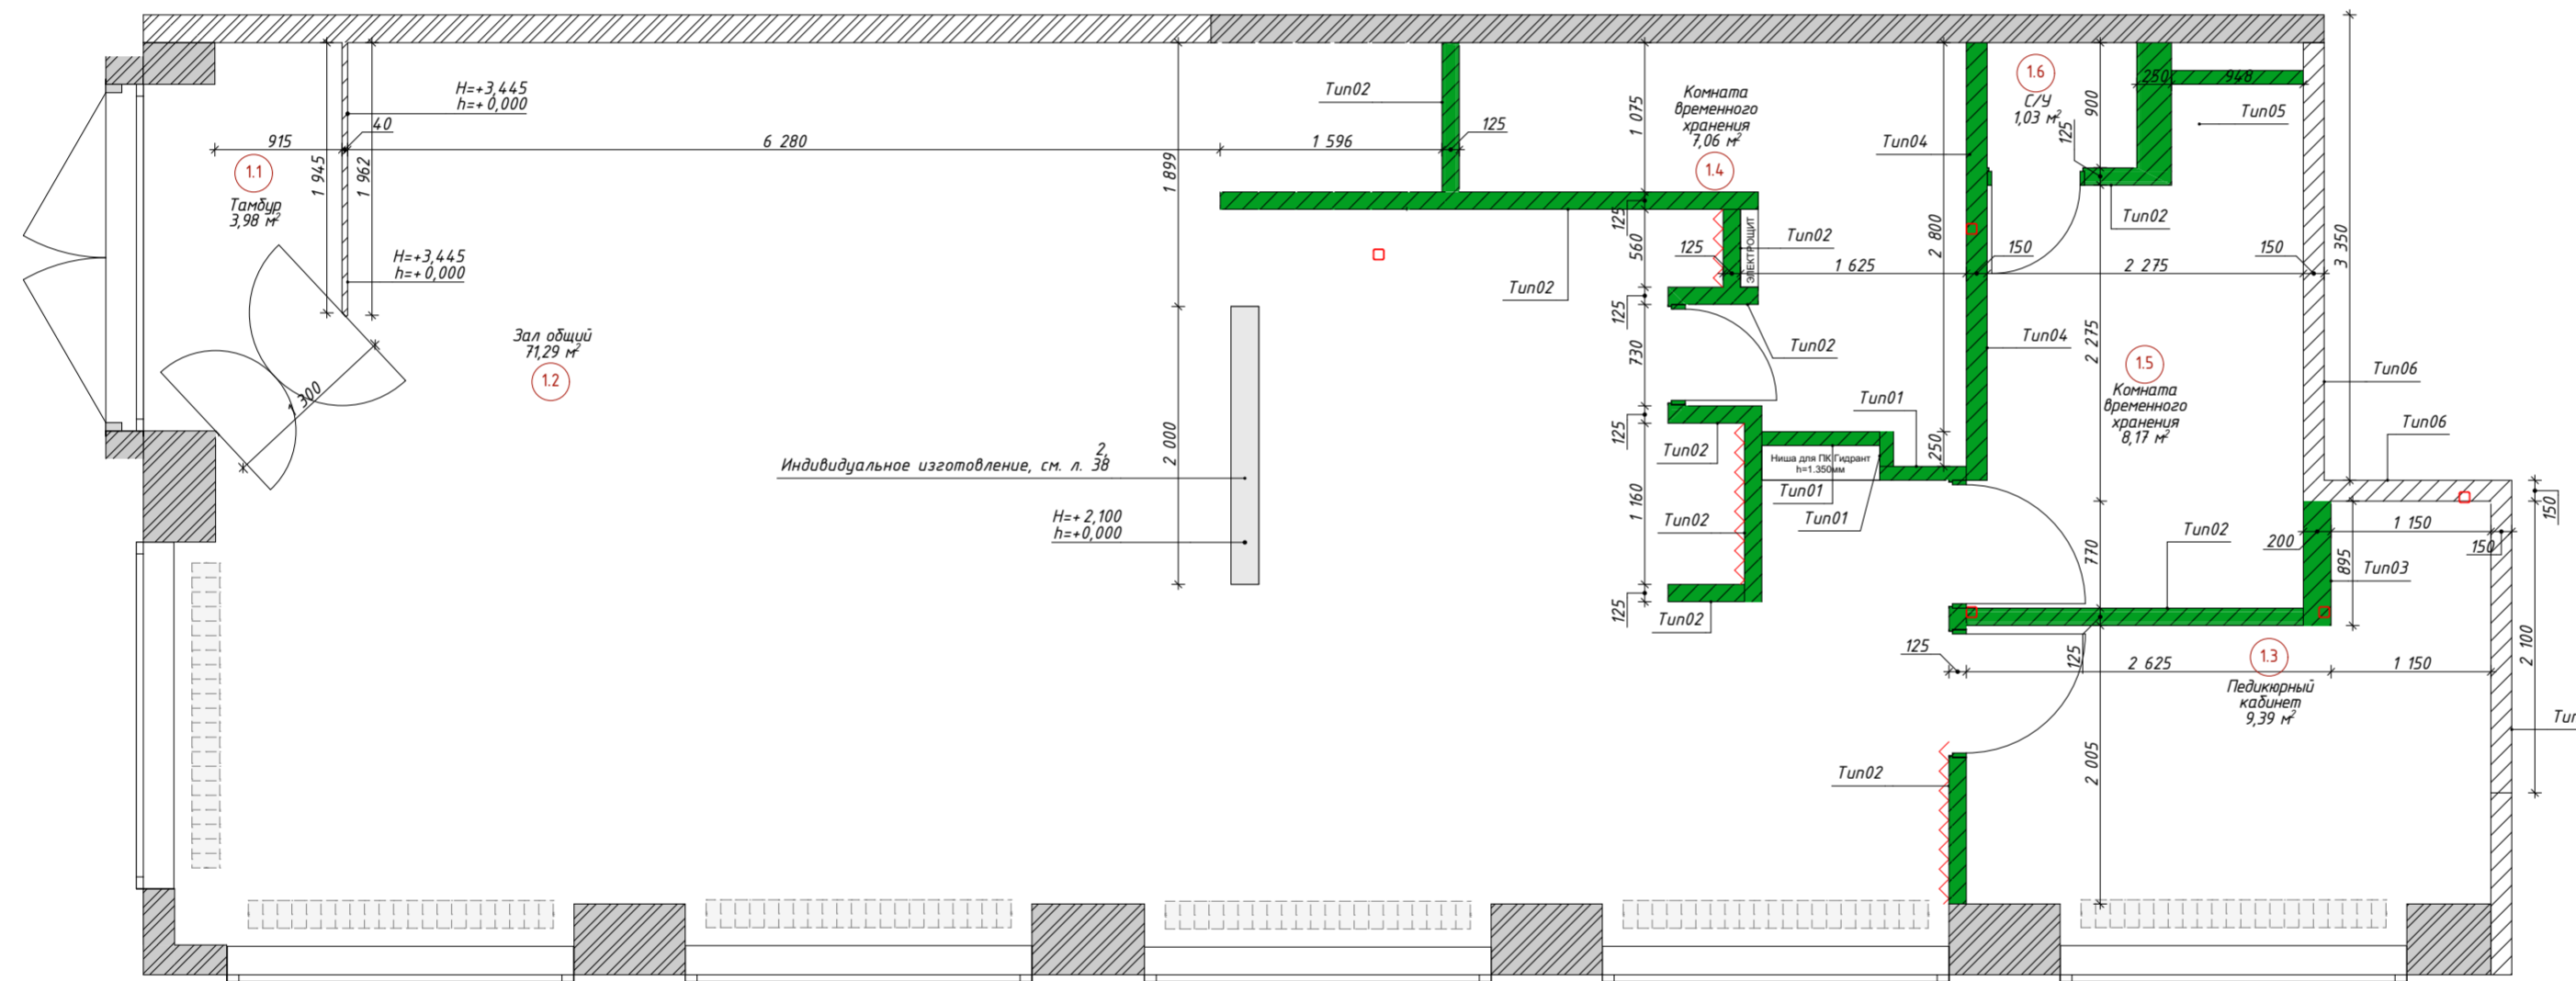 H=+3,445
h=+0,000
40
915
6 280
1 596
125
1 945
1 962
1.1
Тамбур
3,98 м²
H=+3,445
h=+0,000
1 300
Зал общий
71,29 м²
1.2
1 899
2 000
2,
Индивидуальное изготовление, см. л. 38
H=+2,100
h=+0,000
Тип02
1 075
Комната
временного
хранения
7,06 м²
1.4
Тип04
1.6
С/У
1,03 м²
900
125
250
948
Тип05
Тип02
125
560
125
ЭЛЕКТРОЩИТ
Тип02
1 625
2 800
150
2 275
150
3 350
Тип02
125
730
Тип02
Тип04
2 275
1.5
Комната
временного
хранения
8,17 м²
Тип06
Тип06
Тип01
125
Тип02
250
Ниша для ПК Гидрант
h=1.350мм
Тип01
Тип01
1 160
Тип02
125
Тип02
770
Тип02
200
1 150
150
150
895
Тип03
2 100
125
125
2 625
1 150
1.3
Педикюрный
кабинет
9,39 м²
Тип02
2 005